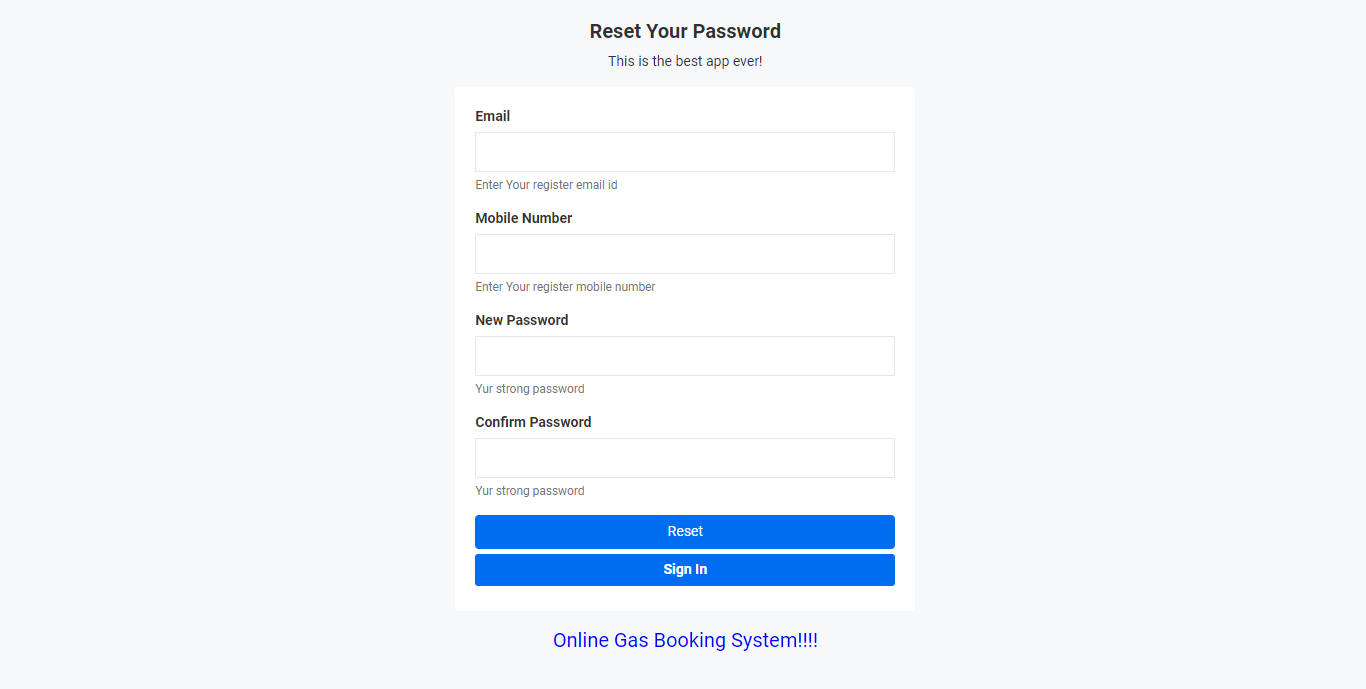 Reset Your Password
This is the best app ever!
Email
Enter Your register email id
Mobile Number
Enter Your register mobile number
New Password
Yur strong password
Confirm Password
Yur strong password
Reset
Sign In
Online Gas Booking System!!!!